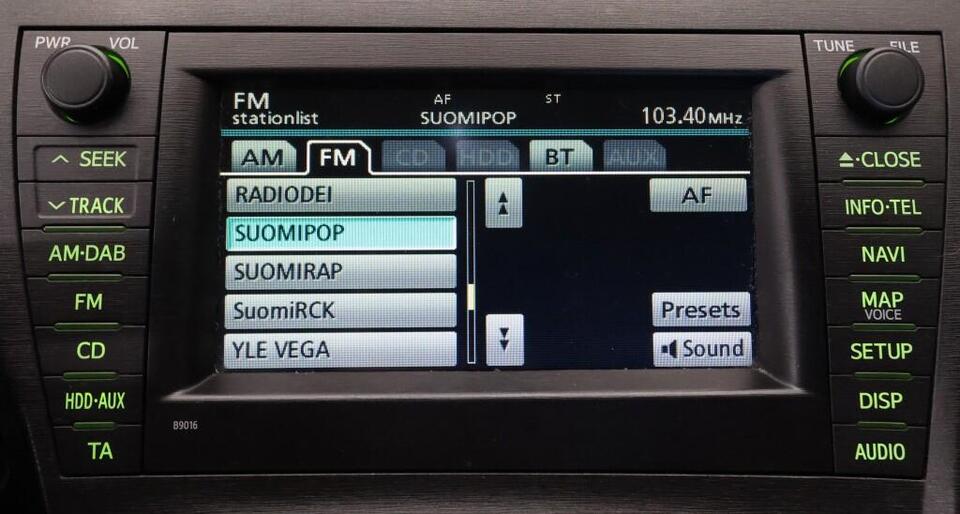 PWR VOL
TUNE FILE
FM
stationlist
AF
SUOMIPOP
ST
103.40MHz
AM FM CD HDD BT AUX
RADIODEI
SUOMIPOP
SUOMIRAP
SuomiRCK
YLE VEGA
AF
Presets
Sound
SEEK
TRACK
AM·DAB
FM
CD
HDD·AUX
TA
·CLOSE
INFO·TEL
NAVI
MAP
VOICE
SETUP
DISP
AUDIO
B9016